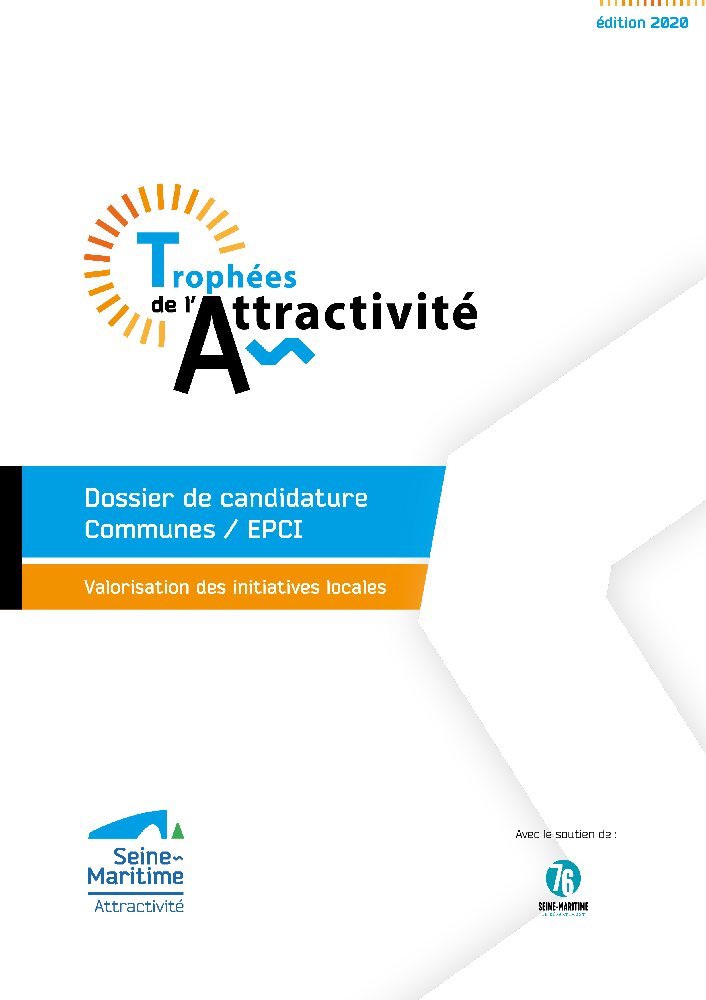 édition 2020
Trophées
de l'Attractivité
Dossier de candidature
Communes / EPCI
Valorisation des initiatives locales
Seine~
Maritime
Attractivité
Avec le soutien de :
76
SEINE-MARITIME
- LE DÉPARTEMENT -